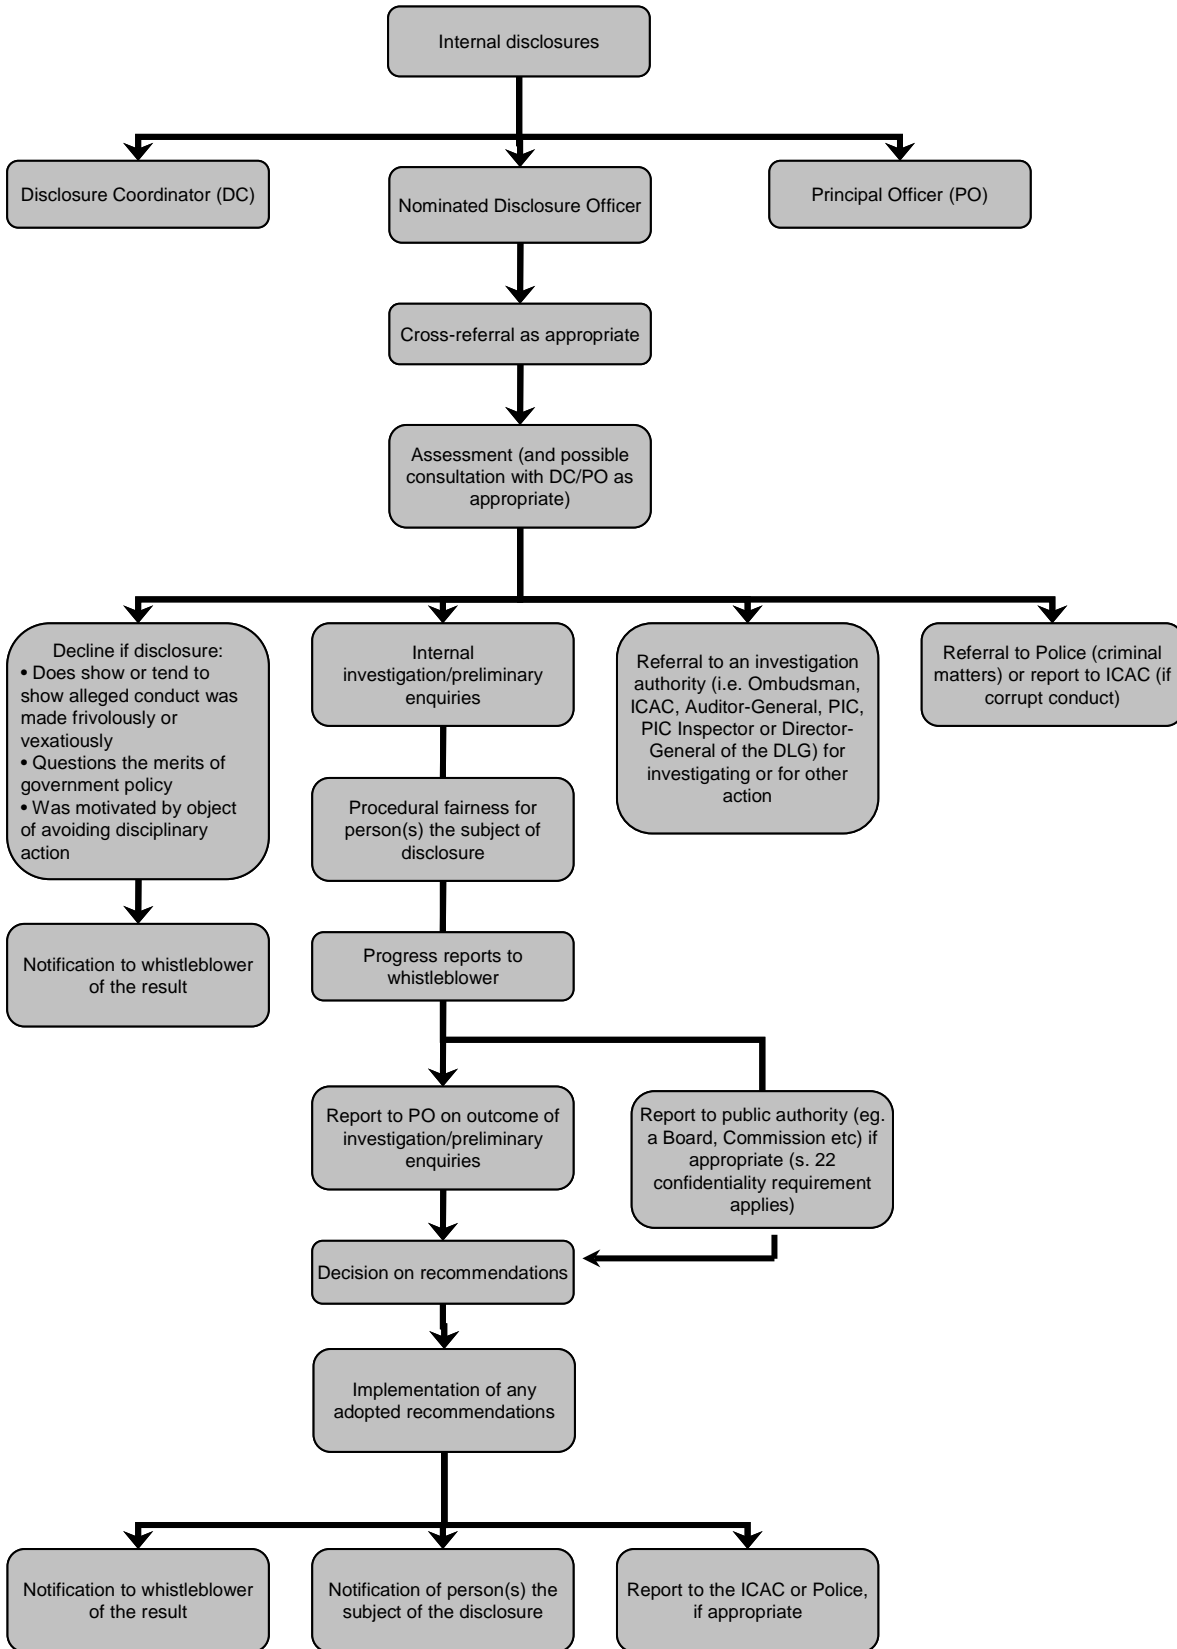 Internal disclosures
Disclosure Coordinator (DC)
Nominated Disclosure Officer
Principal Officer (PO)
Cross-referral as appropriate
Assessment (and possible
consultation with DC/PO as
appropriate)
Decline if disclosure:
• Does show or tend to
show alleged conduct was
made frivolously or
vexatiously
• Questions the merits of
government policy
• Was motivated by object
of avoiding disciplinary
action
Internal
investigation/preliminary
enquiries
Referral to an investigation
authority (i.e. Ombudsman,
ICAC, Auditor-General, PIC,
PIC Inspector or Director-
General of the DLG) for
investigating or for other
action
Referral to Police (criminal
matters) or report to ICAC (if
corrupt conduct)
Procedural fairness for
person(s) the subject of
disclosure
Notification to whistleblower
of the result
Progress reports to
whistleblower
Report to PO on outcome of
investigation/preliminary
enquiries
Report to public authority (eg.
a Board, Commission etc) if
appropriate (s. 22
confidentiality requirement
applies)
Decision on recommendations
Implementation of any
adopted recommendations
Notification to whistleblower
of the result
Notification of person(s) the
subject of the disclosure
Report to the ICAC or Police,
if appropriate